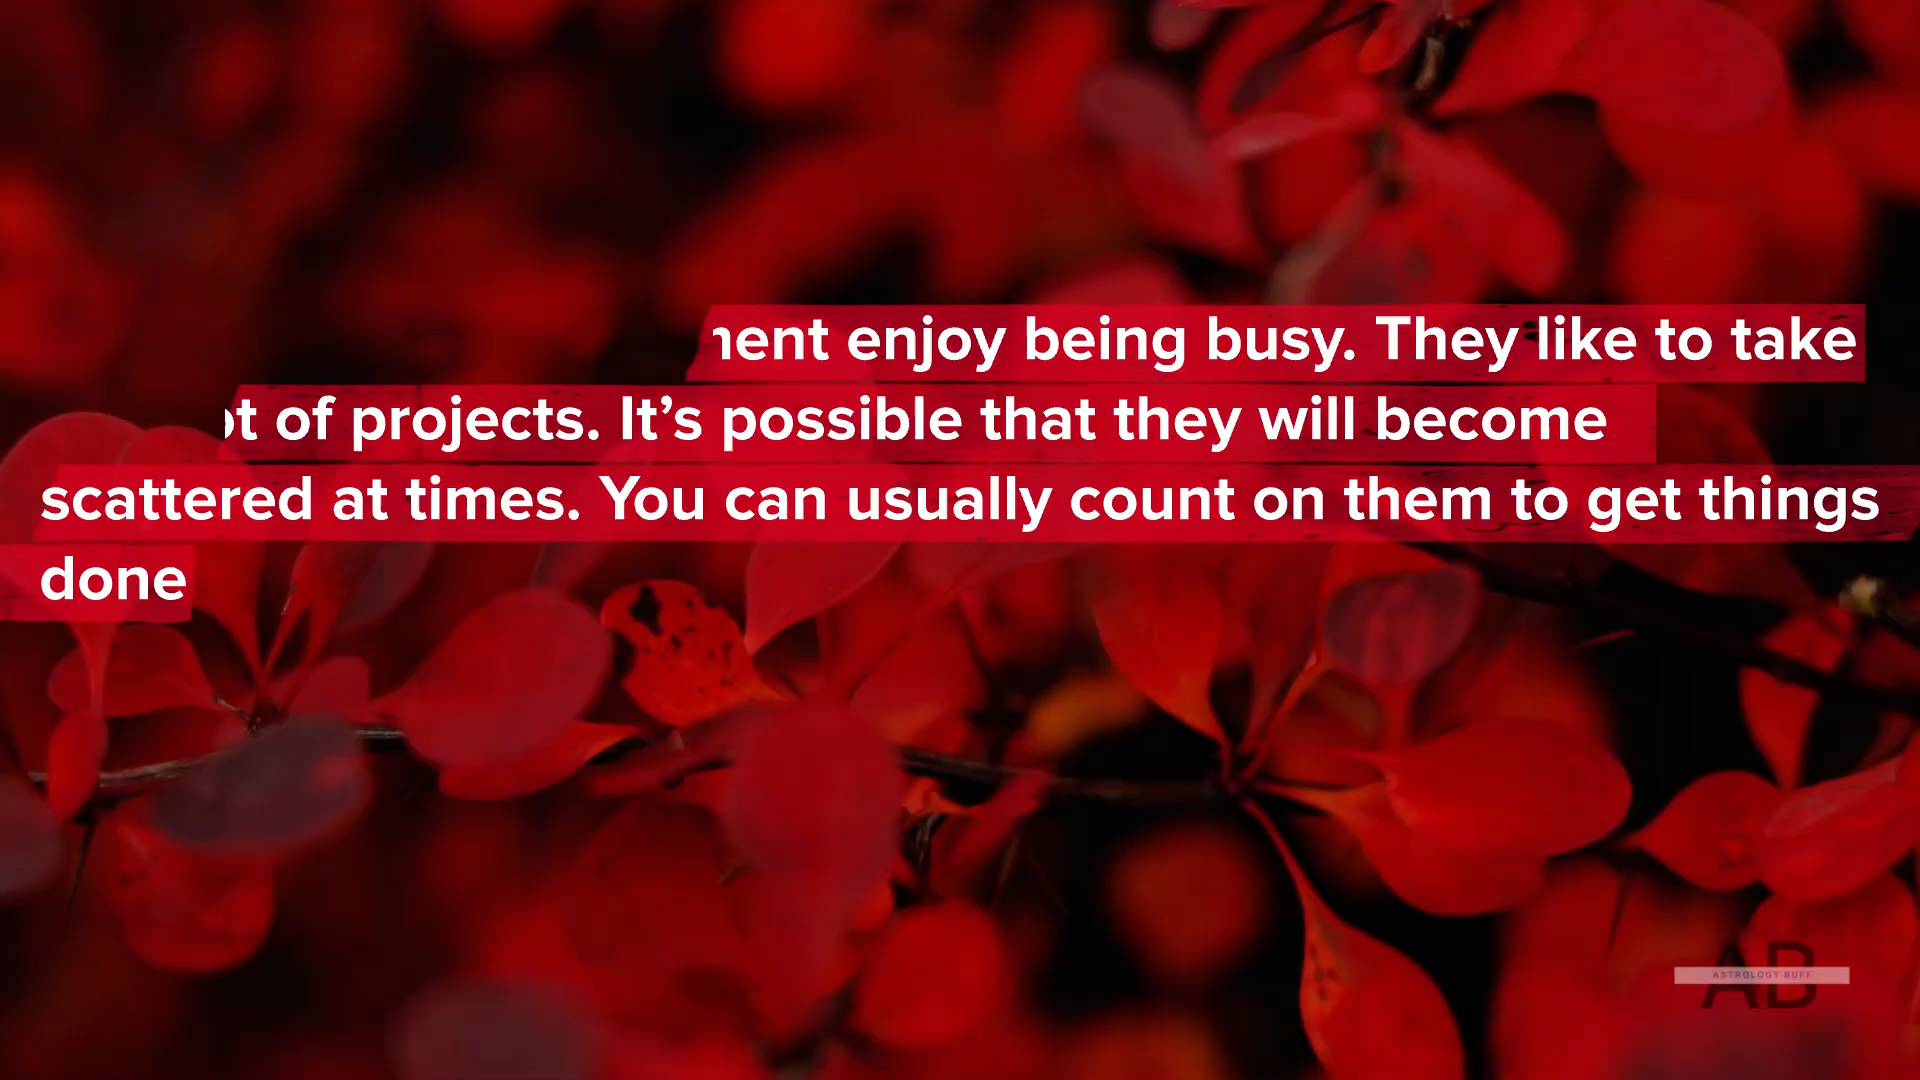 enjoy being busy. They like to take
of projects. It’s possible that they will become
scattered at times. You can usually count on them to get things
done
AB
ASTROLOGY BUFF